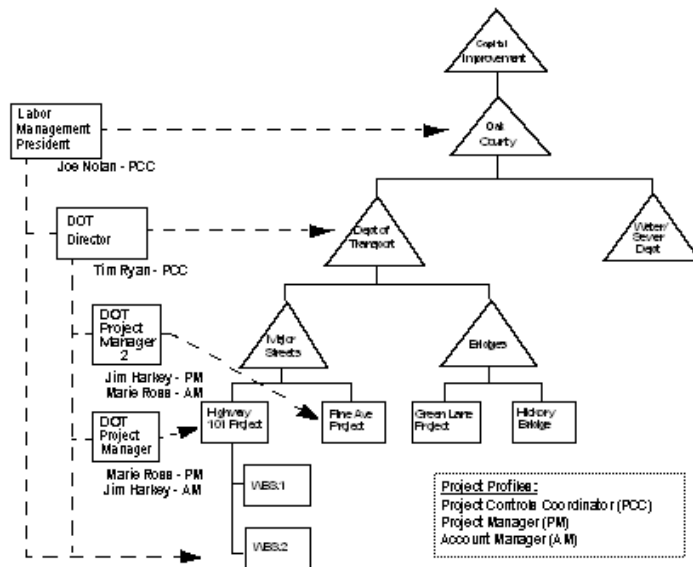 Capital
Improvement
Labor
Management
President
Oak
County
Joe Nolan - PCC
DOT
Director
Dept of
Transport
Water/
Sewer
Dept
Tim Ryan - PCC
DOT
Project
Manager
2
Major
Streets
Bridges
Jim Harkey - PM
Marie Ross - AM
Highway
101 Project
Pine Ave
Project
Green Lane
Project
Hickory
Bridge
DOT
Project
Manager
Marie Ross - PM
Jim Harkey - AM
WBS.1
WBS.2
Project Profiles:
Project Controls Coordinator (PCC)
Project Manager (PM)
Account Manager (AM)